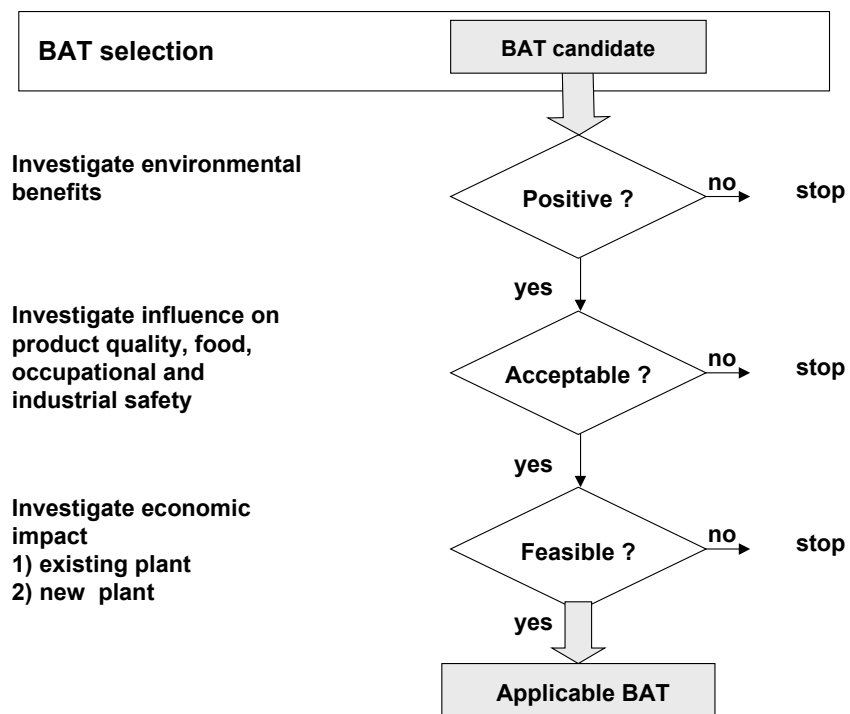 BAT selection
BAT candidate
Investigate environmental
benefits
Positive ?
no
stop
yes
Investigate influence on
product quality, food,
occupational and
industrial safety
Acceptable ?
no
stop
yes
Investigate economic
impact
1) existing plant
2) new plant
Feasible ?
no
stop
yes
Applicable BAT